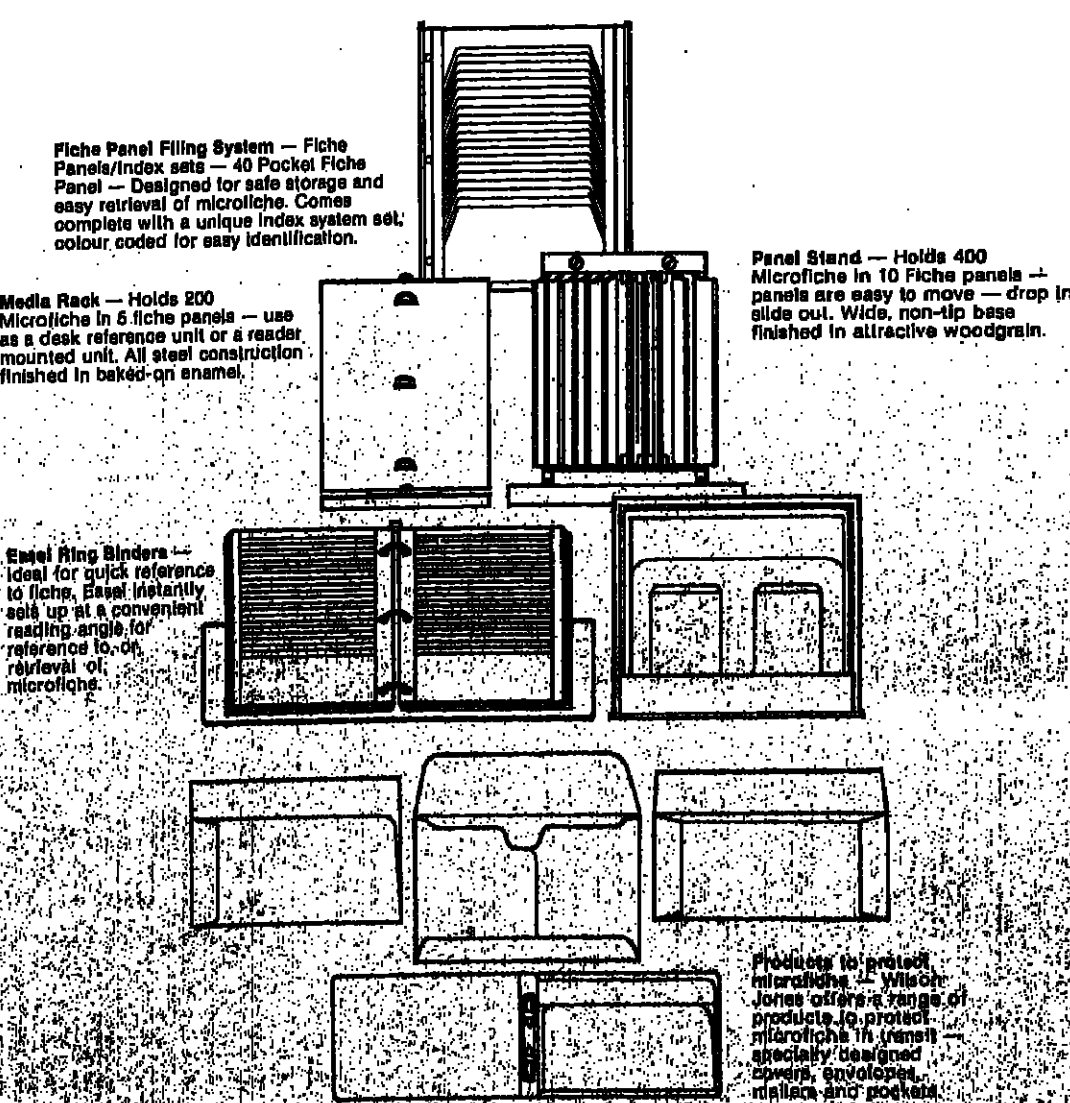 Fiche Panel Filing System — Fiche
Panels/Index sets — 40 Pocket Fiche
Panel — Designed for safe storage and
easy retrieval of microfiche. Comes
complete with a unique index system set,
colour coded for easy identification.
Panel Stand — Holds 400
Microfiche in 10 Fiche panels —
panels are easy to move — drop in
slide out. Wide, non-tip base
finished in attractive woodgrain.
Media Rack — Holds 200
Microfiche in 5 fiche panels — use
as a desk reference unit or a reader
mounted unit. All steel construction
finished in baked-on enamel.
Easel Ring Binders —
ideal for quick reference
to fiche. Easel instantly
sets up at a convenient
reading angle for
reference to, or
retrieval of
microfiche.
Products to protect
microfiche — Wilson
Jones offers a range of
products to protect
microfiche in transit —
specially designed
covers, envelopes,
mailers and pockets.